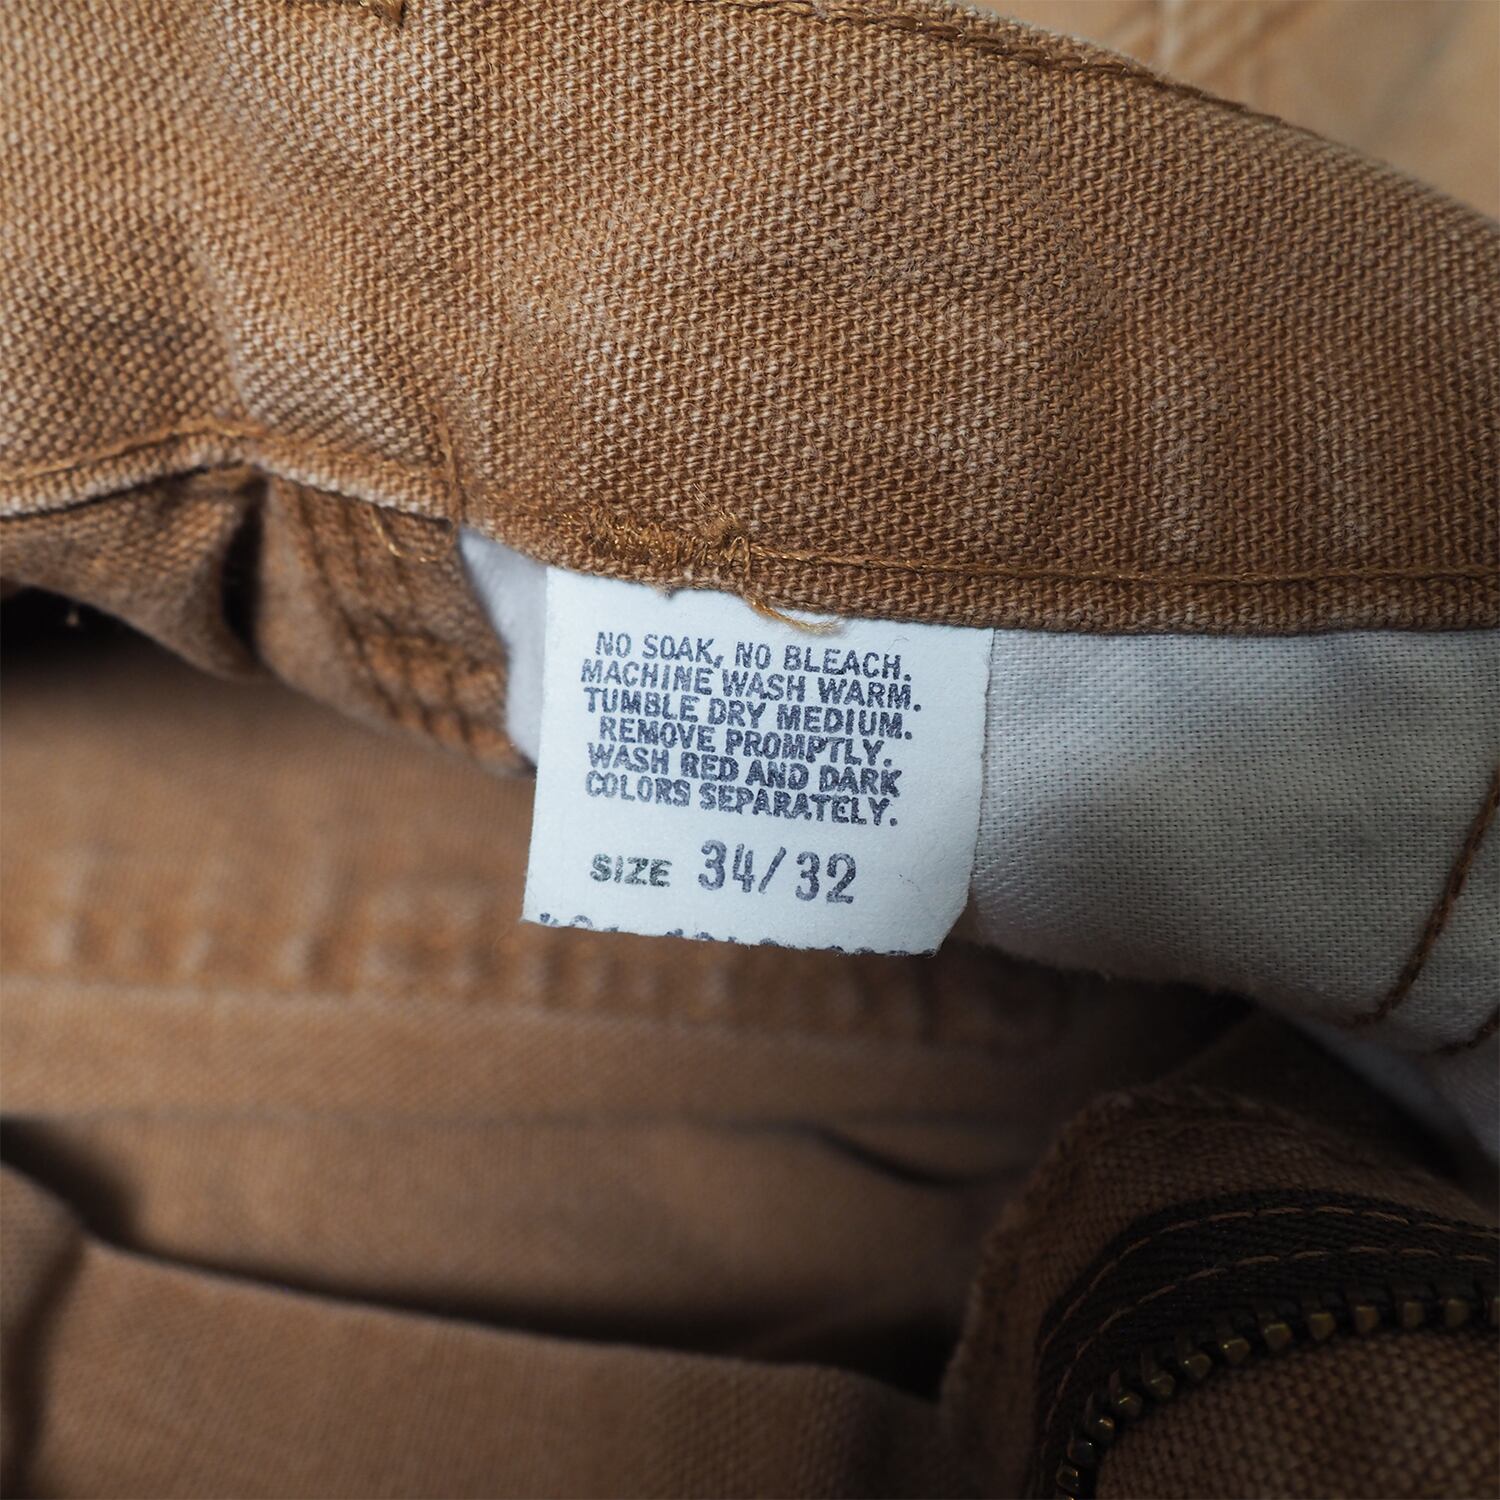 NO SOAK, NO BLEACH.
MACHINE WASH WARM.
TUMBLE DRY MEDIUM.
REMOVE PROMPTLY.
WASH RED AND DARK
COLORS SEPARATELY.
SIZE 34/32